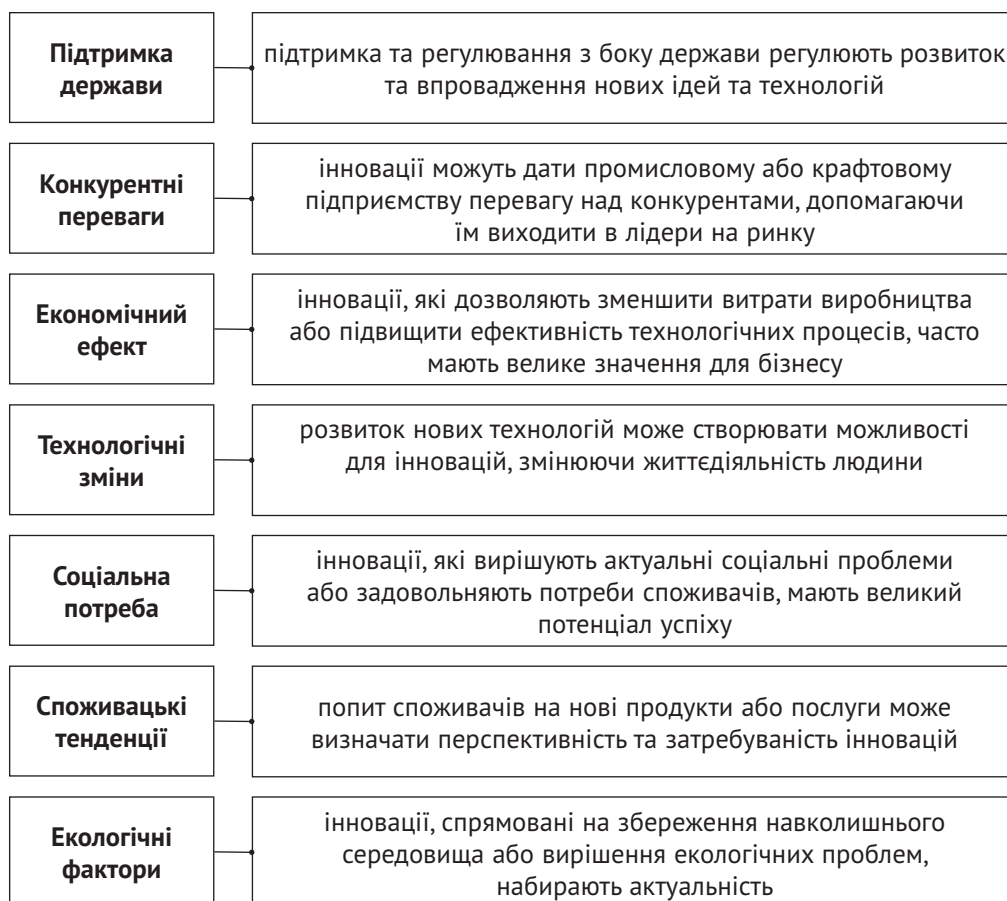 Підтримка
держави
підтримка та регулювання з боку держави регулюють розвиток
та впровадження нових ідей та технологій
Конкурентні
переваги
інновації можуть дати промисловому або крафтовому
підприємству перевагу над конкурентами, допомагаючи
їм виходити в лідери на ринку
Економічний
ефект
інновації, які дозволяють зменшити витрати виробництва
або підвищити ефективність технологічних процесів, часто
мають велике значення для бізнесу
Технологічні
зміни
розвиток нових технологій може створювати можливості
для інновацій, змінюючи життєдіяльність людини
Соціальна
потреба
інновації, які вирішують актуальні соціальні проблеми
або задовольняють потреби споживачів, мають великий
потенціал успіху
Споживацькі
тенденції
попит споживачів на нові продукти або послуги може
визначати перспективність та затребуваність інновацій
Екологічні
фактори
інновації, спрямовані на збереження навколишнього
середовища або вирішення екологічних проблем,
набирають актуальність